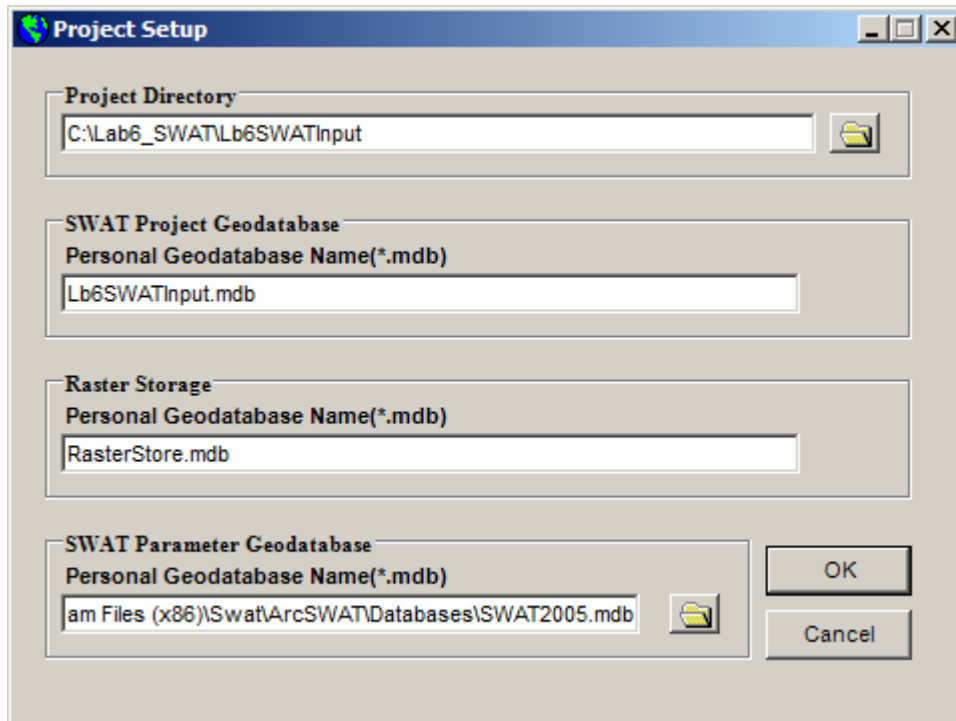 Project Setup
Project Directory
C:\Lab6_SWAT\Lb6SWATInput
SWAT Project Geodatabase
Personal Geodatabase Name(*.mdb)
Lb6SWATInput.mdb
Raster Storage
Personal Geodatabase Name(*.mdb)
RasterStore.mdb
SWAT Parameter Geodatabase
Personal Geodatabase Name(*.mdb)
am Files (x86)\Swat\ArcSWAT\Databases\SWAT2005.mdb
OK
Cancel